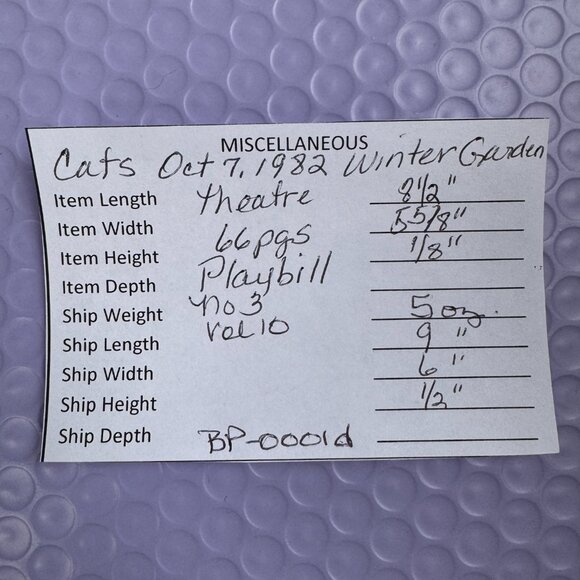 MISCELLANEOUS
Cats Oct 7, 1982 Winter Garden
Item Length theatre 8 1/2"
Item Width 5 5/8"
Item Height 66 pgs 1/8"
Item Depth Playbill
Ship Weight no 3 5 oz.
Ship Length vol 10 9"
Ship Width 6"
Ship Height 1/2"
Ship Depth BP-0001d